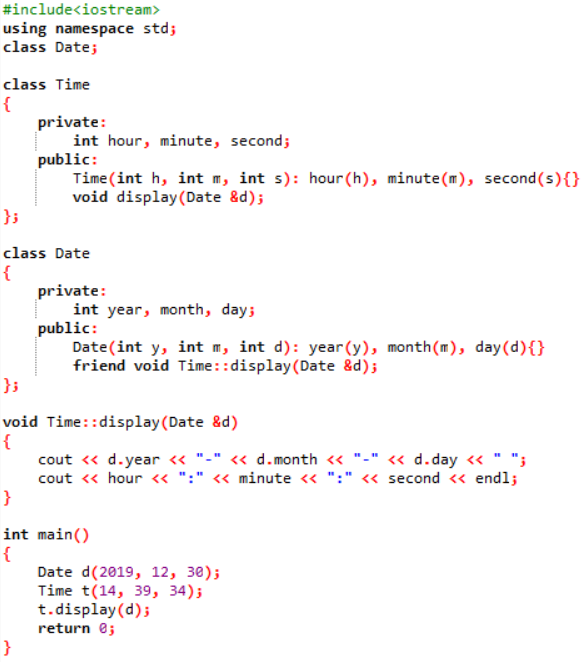 #include<iostream>
using namespace std;
class Date;

class Time
{
    private:
        int hour, minute, second;
    public:
        Time(int h, int m, int s): hour(h), minute(m), second(s){}
        void display(Date &d);
};

class Date
{
    private:
        int year, month, day;
    public:
        Date(int y, int m, int d): year(y), month(m), day(d){}
        friend void Time::display(Date &d);
};

void Time::display(Date &d)
{
    cout << d.year << "-" << d.month << "-" << d.day << " ";
    cout << hour << ":" << minute << ":" << second << endl;
}

int main()
{
    Date d(2019, 12, 30);
    Time t(14, 39, 34);
    t.display(d);
    return 0;
}